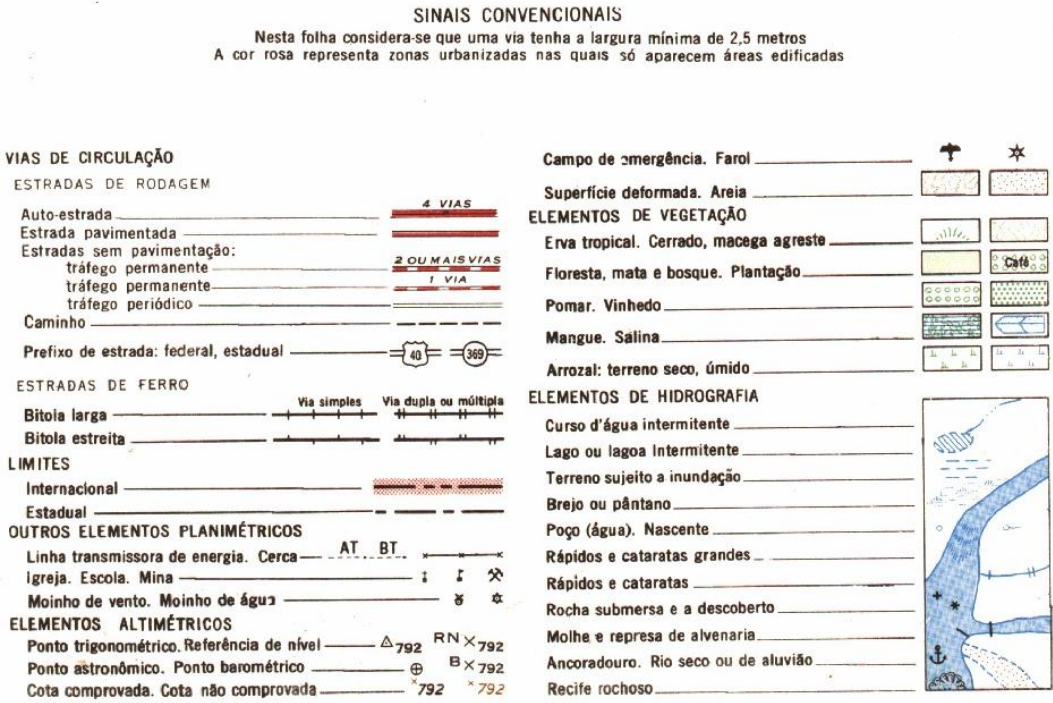 SINAIS CONVENCIONAIS
Nesta folha considera-se que uma via tenha a largura mínima de 2,5 metros
A cor rosa representa zonas urbanizadas nas quais só aparecem áreas edificadas
VIAS DE CIRCULAÇÃO
ESTRADAS DE RODAGEM
Auto-estrada 4 VIAS
Estrada pavimentada
Estradas sem pavimentação:
tráfego permanente 2 OU MAIS VIAS
tráfego permanente 1 VIA
tráfego periódico
Caminho
Prefixo de estrada: federal, estadual 40 369
ESTRADAS DE FERRO
Via simples Via dupla ou múltipla
Bitola larga
Bitola estreita
LIMITES
Internacional
Estadual
OUTROS ELEMENTOS PLANIMÉTRICOS
Linha transmissora de energia. Cerca AT BT
Igreja. Escola. Mina
Moinho de vento. Moinho de água
ELEMENTOS ALTIMÉTRICOS
Ponto trigonométrico. Referência de nível 792 RN 792
Ponto astronômico. Ponto barométrico B 792
Cota comprovada. Cota não comprovada 792 792
Campo de emergência. Farol
Superfície deformada. Areia
ELEMENTOS DE VEGETAÇÃO
Erva tropical. Cerrado, macega agreste
Floresta, mata e bosque. Plantação Café
Pomar. Vinhedo
Mangue. Salina
Arrozal: terreno seco, úmido
ELEMENTOS DE HIDROGRAFIA
Curso d'água intermitente
Lago ou lagoa Intermitente
Terreno sujeito a inundação
Brejo ou pântano
Poço (água). Nascente
Rápidos e cataratas grandes
Rápidos e cataratas
Rocha submersa e a descoberto
Molhe e represa de alvenaria
Ancoradouro. Rio seco ou de aluvião
Recife rochoso